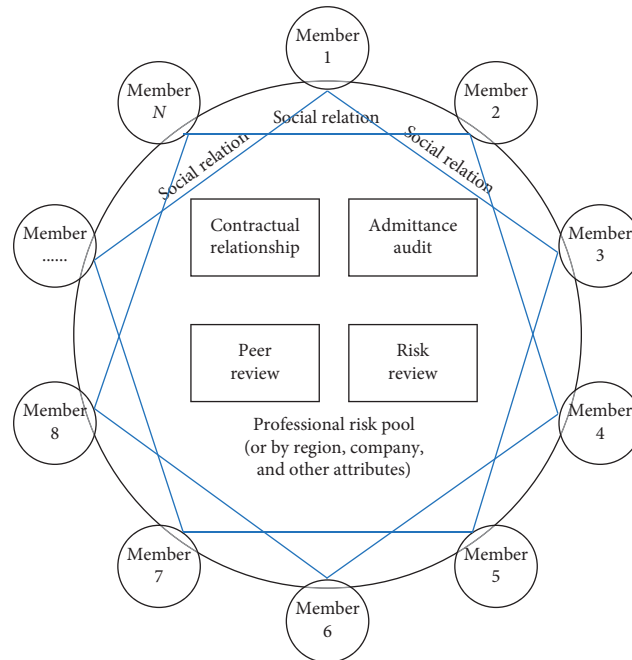 Member
1
Member
N
Member
2
Social relation
Social relation
Social relation
Member
......
Contractual
relationship
Admittance
audit
Member
3
Peer
review
Risk
review
Member
8
Professional risk pool
(or by region, company,
and other attributes)
Member
4
Member
7
Member
5
Member
6